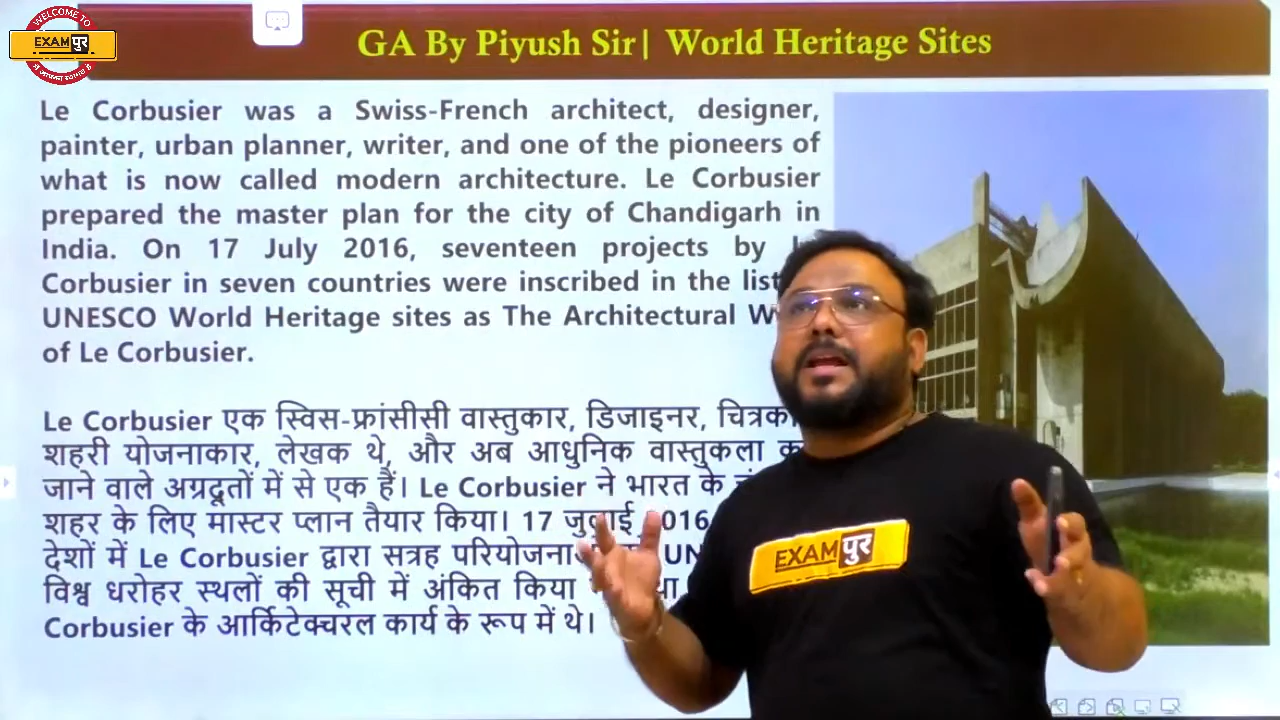 WELCOME TO
EXAMपुर
GA By Piyush Sir| World Heritage Sites
Le Corbusier was a Swiss-French architect, designer,
painter, urban planner, writer, and one of the pioneers of
what is now called modern architecture. Le Corbusier
prepared the master plan for the city of Chandigarh in
India. On 17 July 2016, seventeen projects by
Corbusier in seven countries were inscribed in the list
UNESCO World Heritage sites as The Architectural
of Le Corbusier.
Le Corbusier एक स्विस-फ्रांसीसी वास्तुकार, डिजाइनर,
शहरी योजनाकार, लेखक थे, और अब आधुनिक वास्तुकला
जाने वाले अग्रदूतों में से एक हैं। Le Corbusier ने भारत के
शहर के लिए मास्टर प्लान तैयार किया। 17 जुलाई
देशों में Le Corbusier द्वारा सत्रह
विश्व धरोहर स्थलों की सूची में अंकित किया
Corbusier के आर्किटेक्चरल कार्य के रूप में थे।
EXAMपुर